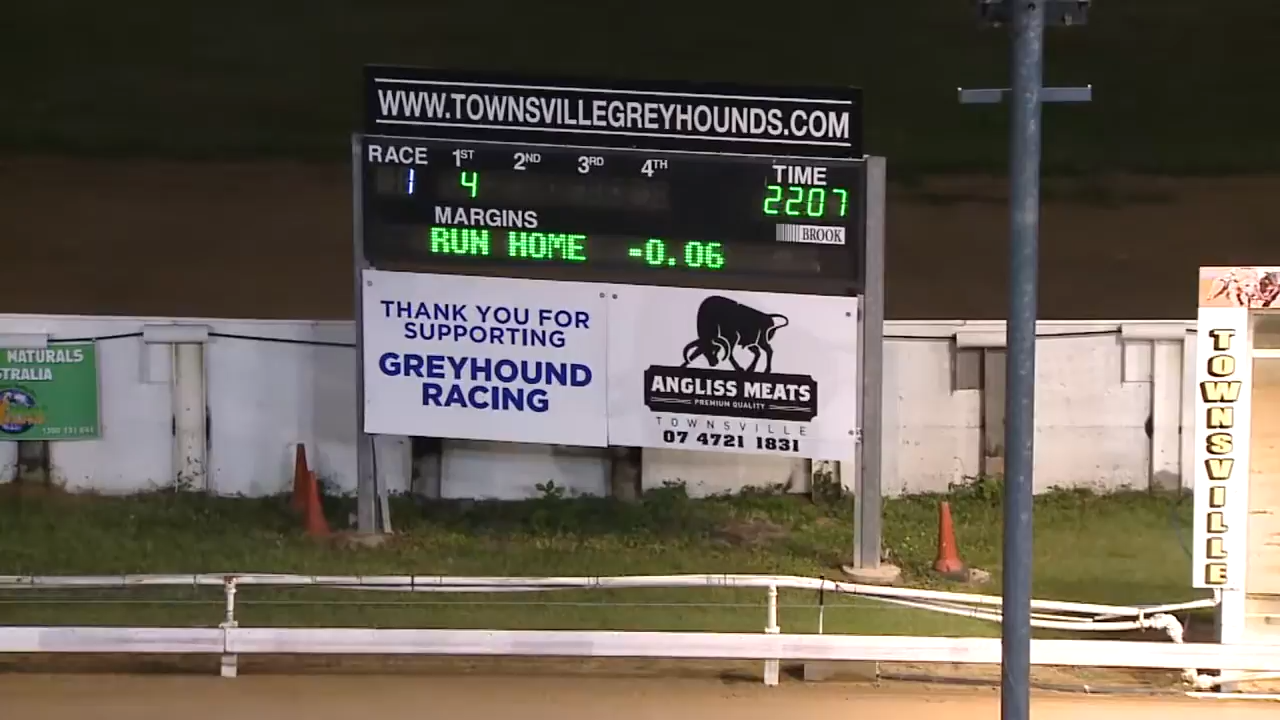 WWW.TOWNSVILLEGREYHOUNDS.COM
RACE 1ST 2ND 3RD 4TH TIME
1 4 2207
MARGINS
BROOK
RUN HOME -0.06
THANK YOU FOR
SUPPORTING
GREYHOUND
RACING
ANGLISS MEATS
PREMIUM QUALITY
TOWNSVILLE
07 4721 1831
NATURALS
STRALIA
TOWNSVILLE